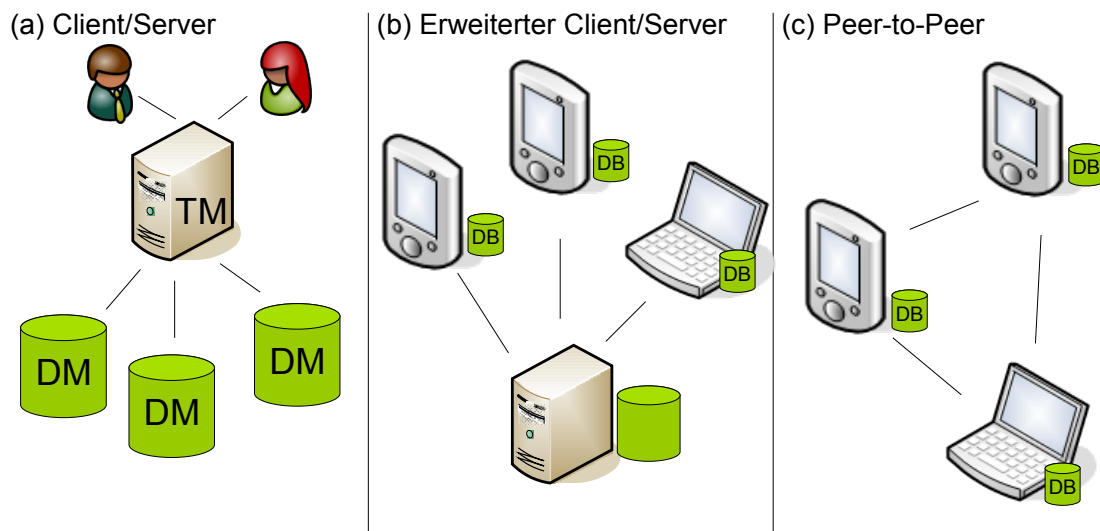 (a) Client/Server
TM
DM
DM
DM
(b) Erweiterter Client/Server
DB
DB
DB
(c) Peer-to-Peer
DB
DB
DB